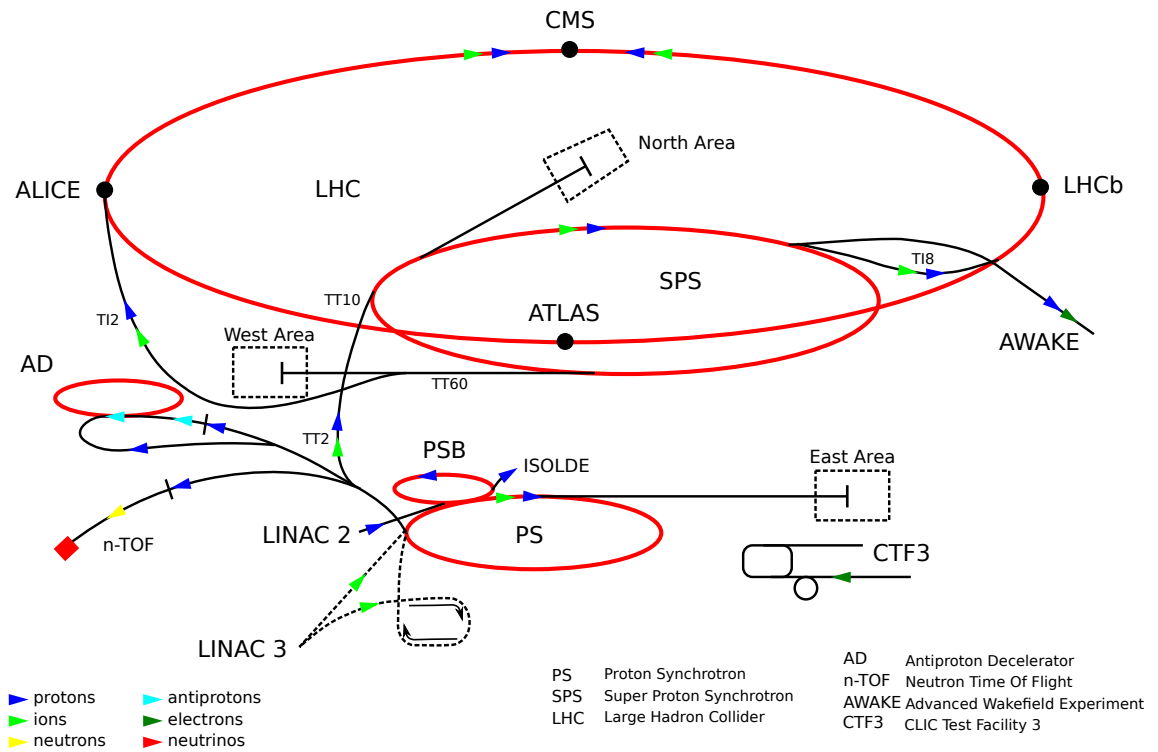 CMS
North Area
ALICE
LHC
LHCb
TI8
SPS
TT10
ATLAS
TI2
West Area
AWAKE
AD
TT60
TT2
PSB
East Area
ISOLDE
LINAC 2
PS
n-TOF
CTF3
LINAC 3
protons
antiprotons
ions
electrons
neutrons
neutrinos
PS Proton Synchrotron
SPS Super Proton Synchrotron
LHC Large Hadron Collider
AD Antiproton Decelerator
n-TOF Neutron Time Of Flight
AWAKE Advanced Wakefield Experiment
CTF3 CLIC Test Facility 3